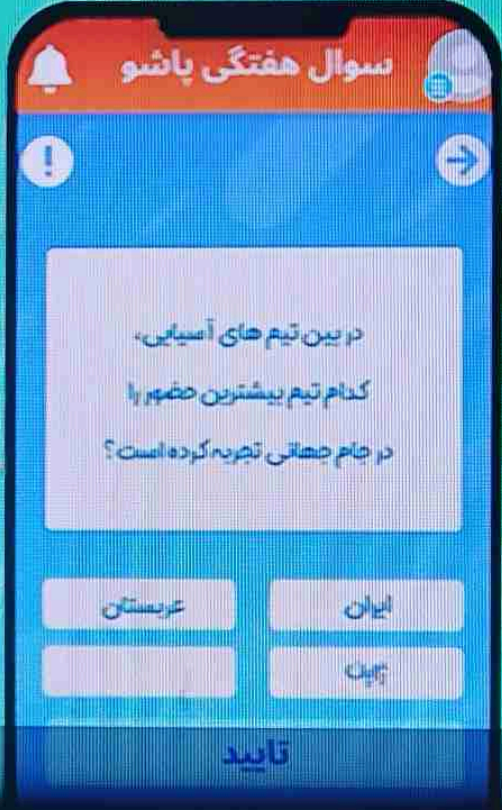 سوال هفتگی پاشو
در بین تیم های آسیایی،
کدام تیم بیشترین حضور را
در جام جهانی تجربه کرده است؟
ایران
عربستان
ژاپن
تایید